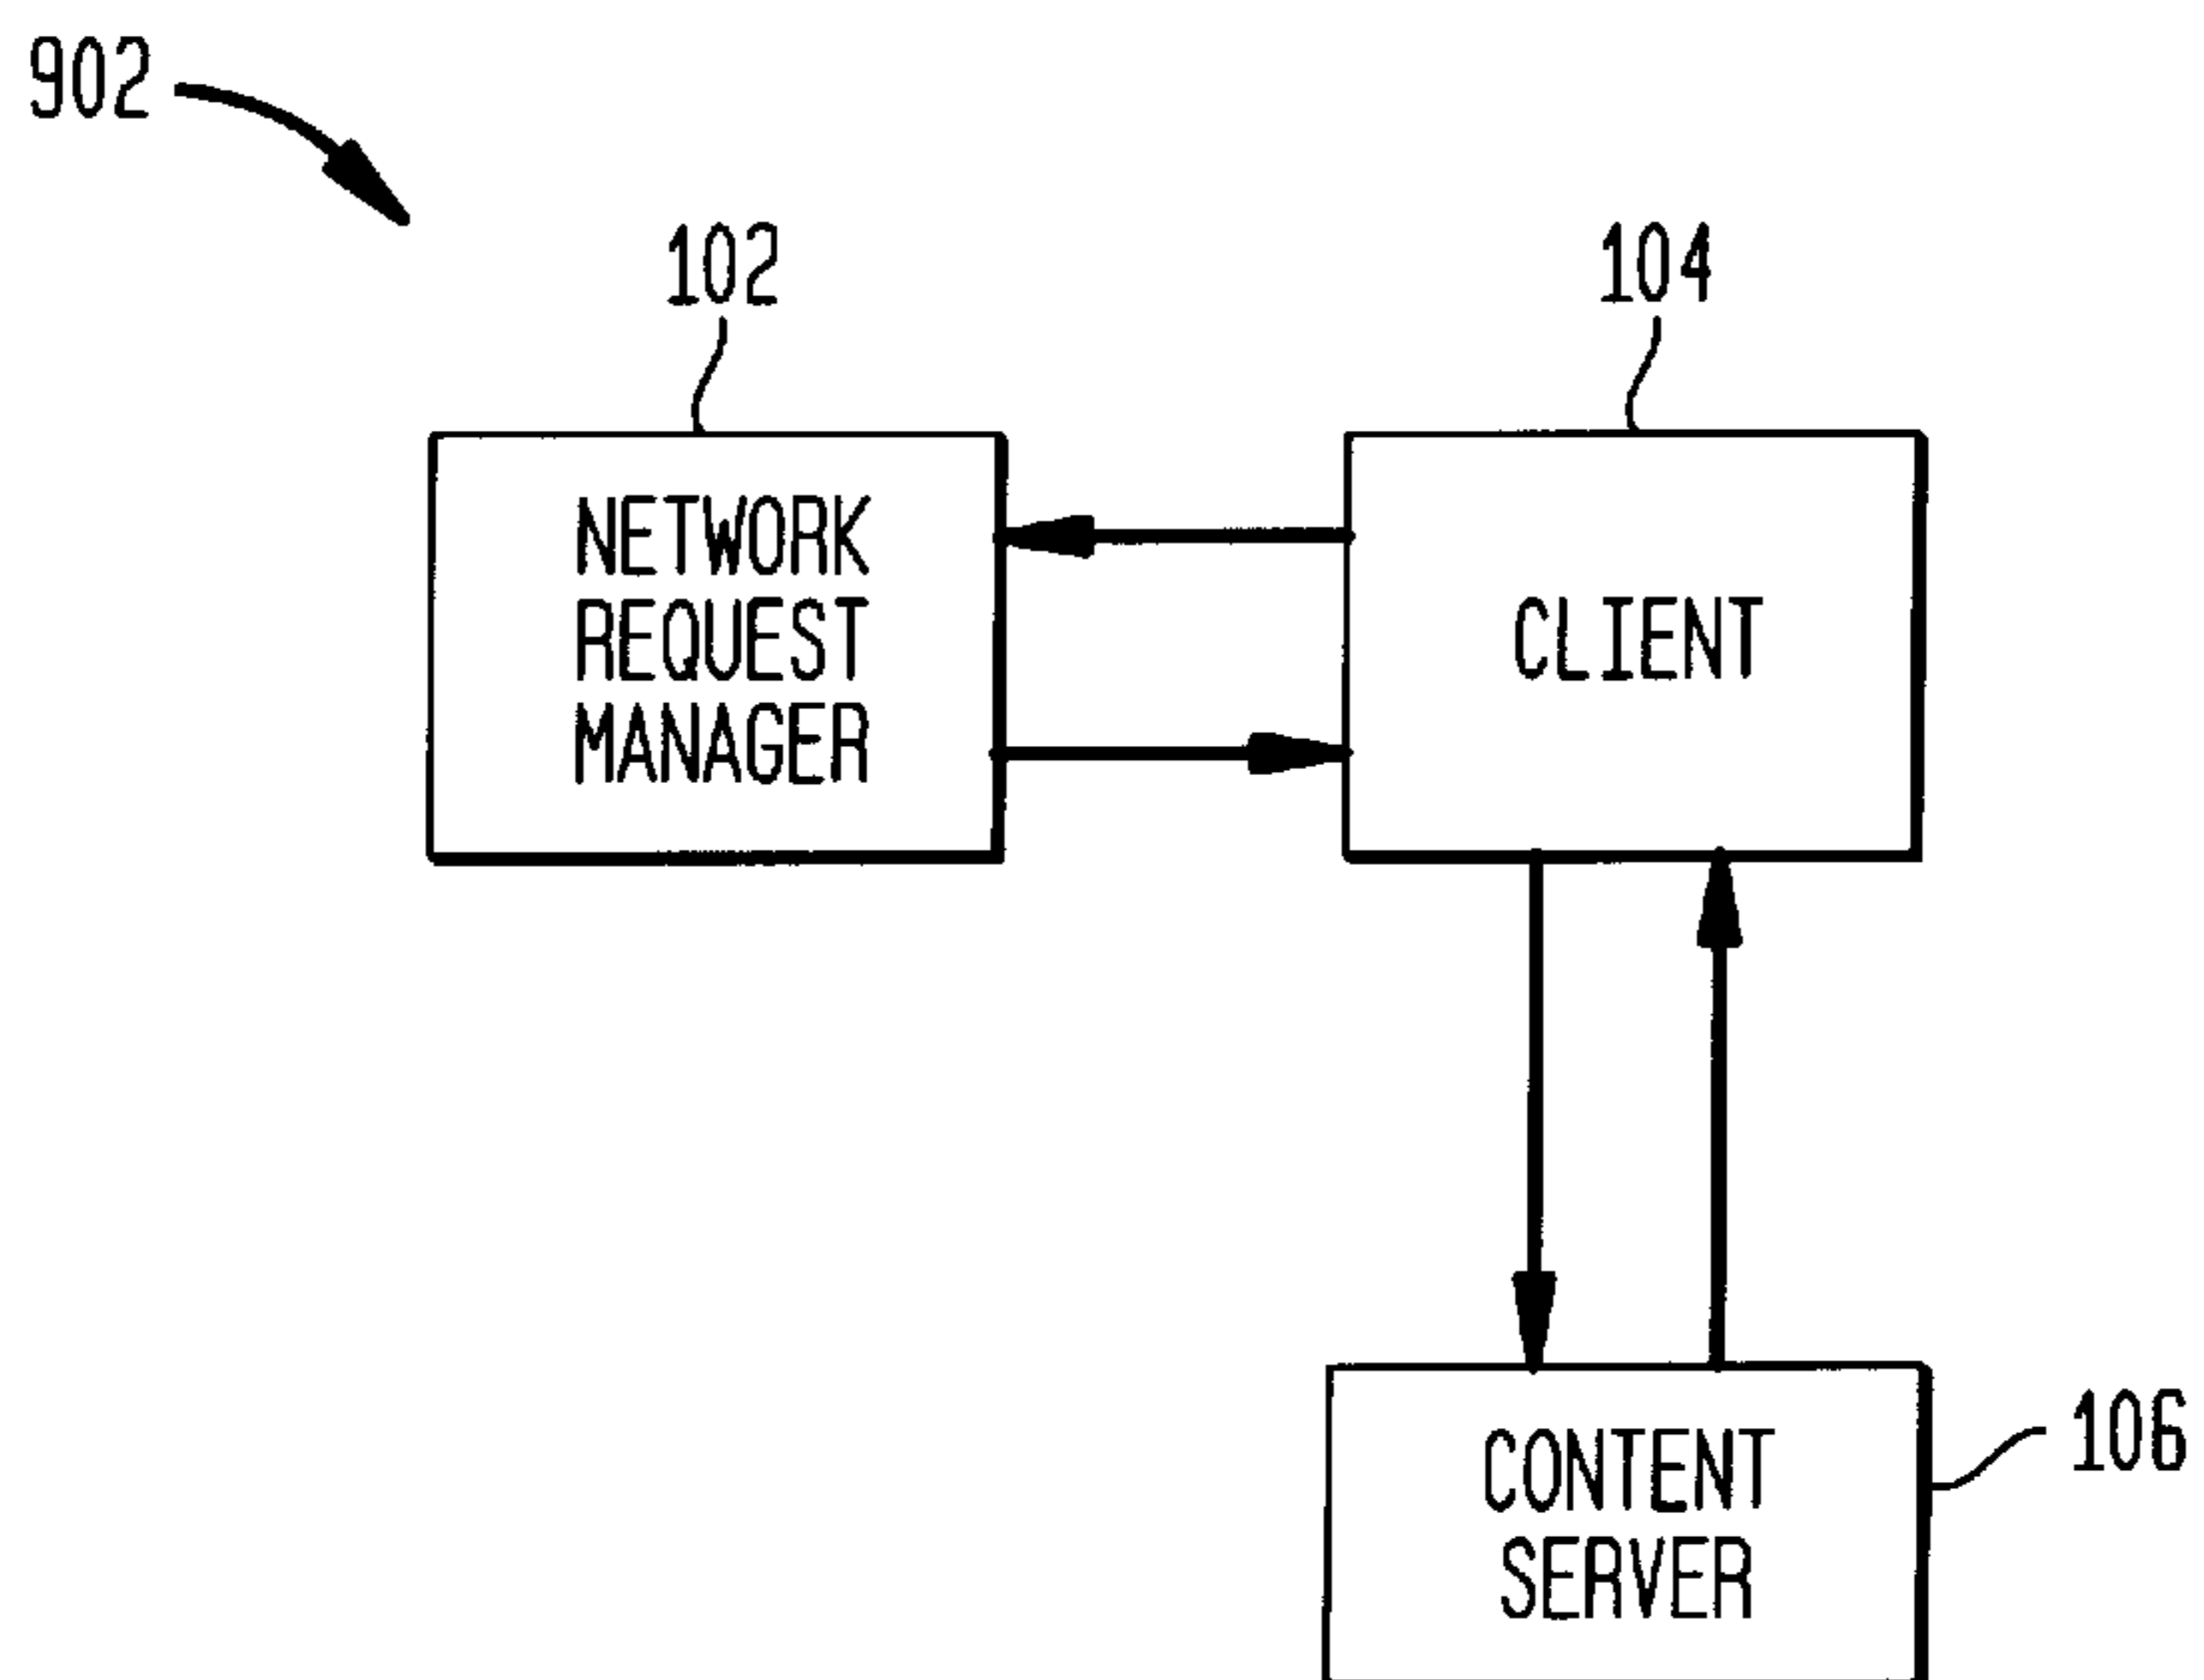 902
102
104
NETWORK
REQUEST
MANAGER
CLIENT
CONTENT
SERVER
106